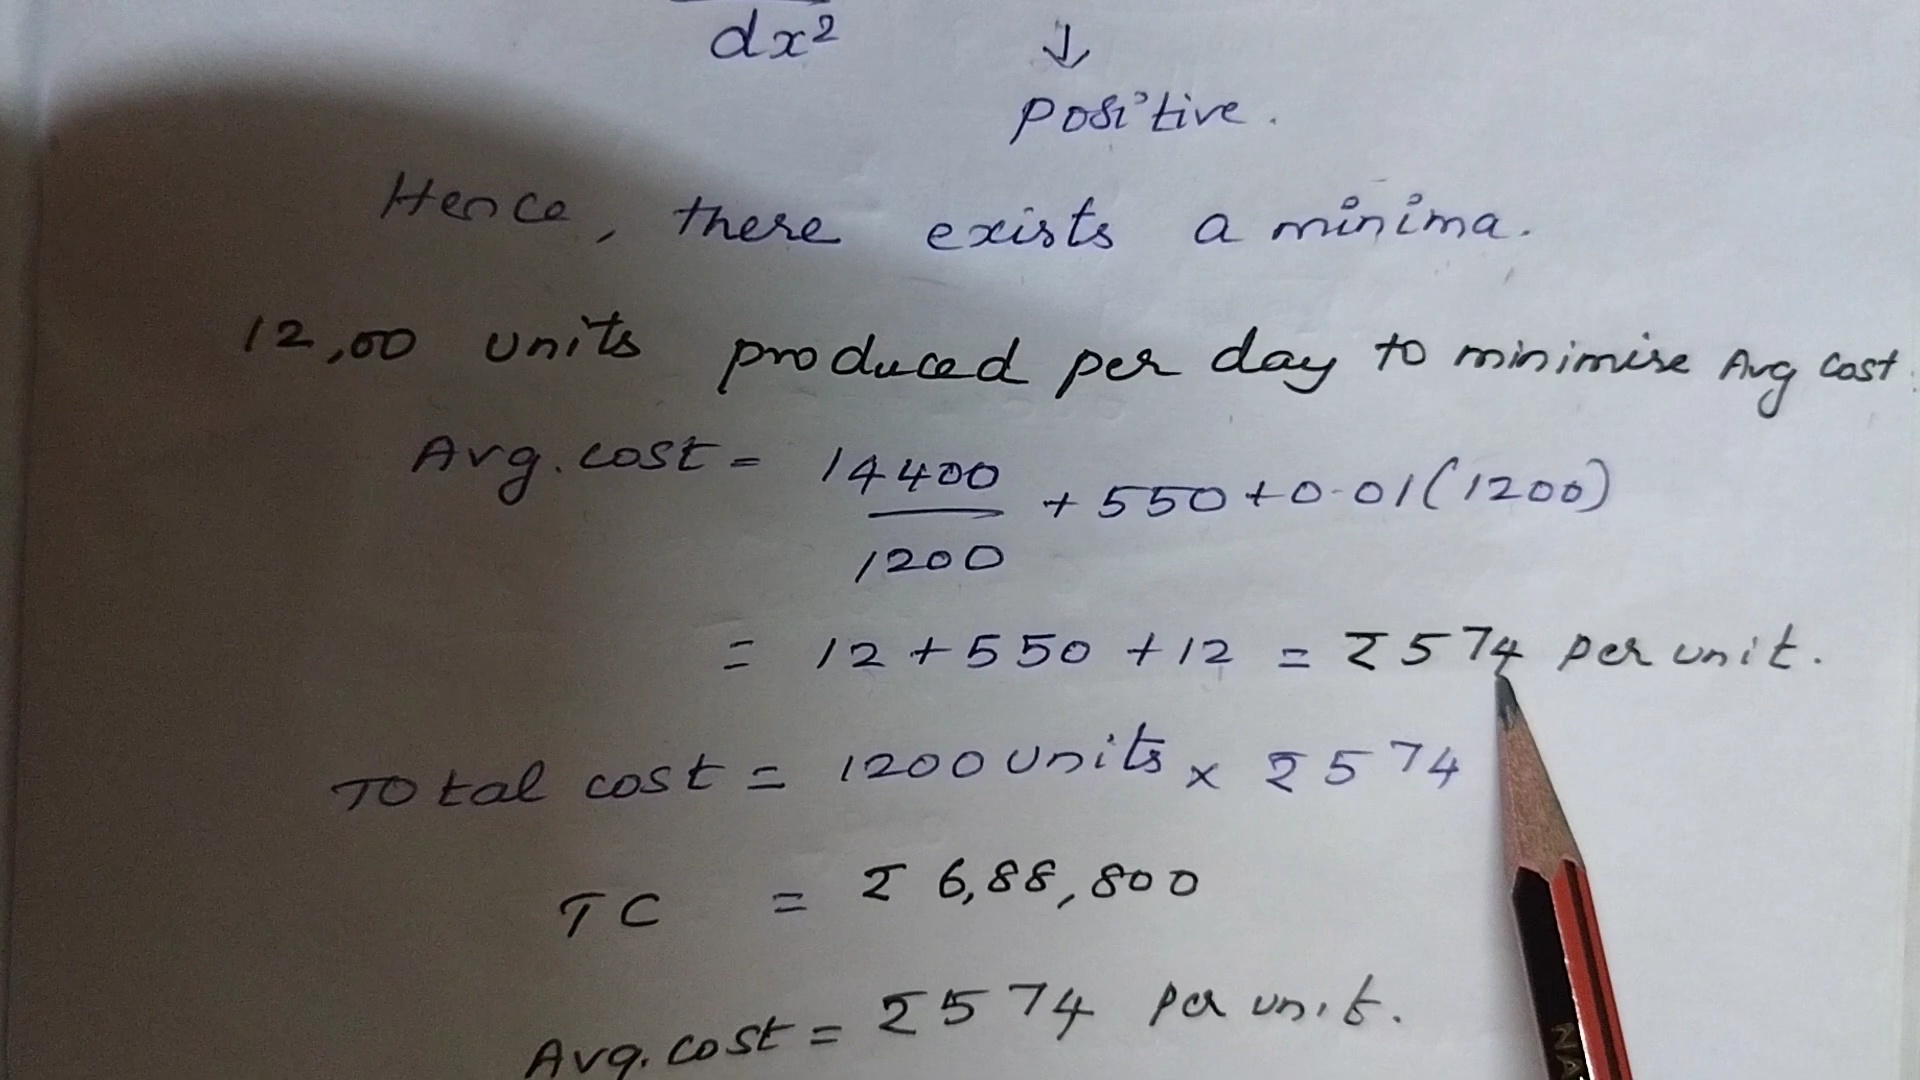 dx²
↓
Positive.
Hence, there exists a minima.
12,00 units produced per day to minimise Avg cost.
Avg. cost = 14400/1200 + 550 + 0.01(1200)
= 12 + 550 + 12 = ₹574 per unit.
Total cost = 1200 units × ₹574
TC = ₹ 6,88,800
Avg. cost = ₹574 per unit.
NA